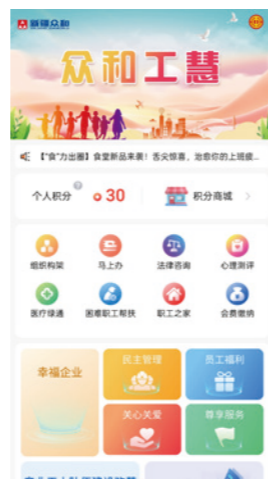 新疆众和
众和工慧
【"食"力出圈】食堂新品来袭！舌尖惊喜，治愈你的上班疲...
个人积分 ? 30 积分商城 >
组织构架 马上办 法律咨询 心理测评
医疗绿通 困难职工帮扶 职工之家 会费缴纳
幸福企业 民主管理 员工福利
关心关爱 尊享服务